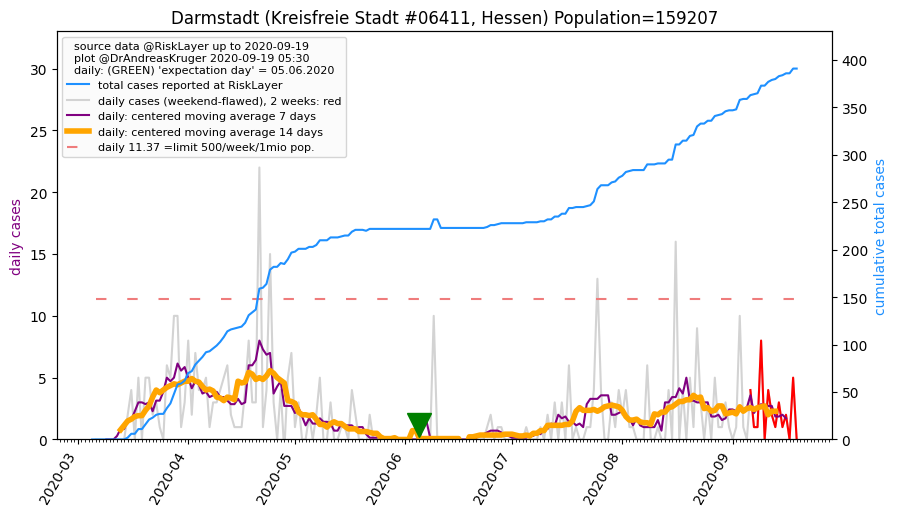 Darmstadt (Kreisfreie Stadt #06411, Hessen) Population=159207
source data @RiskLayer up to 2020-09-19
plot @DrAndreasKruger 2020-09-19 05:30
daily: (GREEN) 'expectation day' = 05.06.2020
total cases reported at RiskLayer
daily cases (weekend-flawed), 2 weeks: red
daily: centered moving average 7 days
daily: centered moving average 14 days
daily 11.37 =limit 500/week/1mio pop.
daily cases
30
25
20
15
10
5
0
cumulative total cases
400
350
300
250
200
150
100
50
0
2020-03
2020-04
2020-05
2020-06
2020-07
2020-08
2020-09